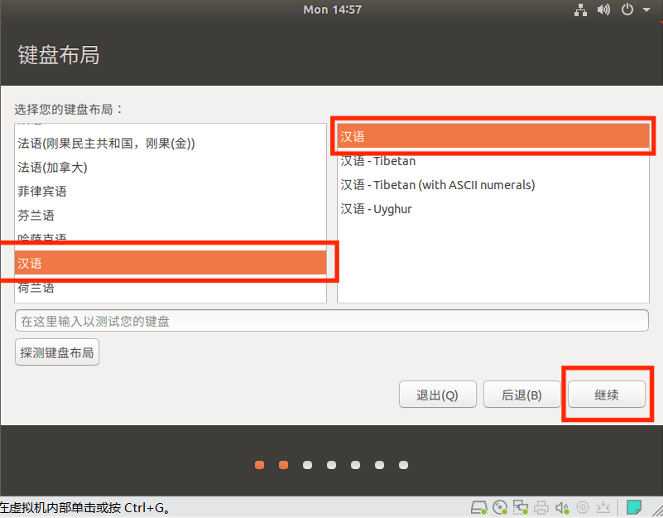 Mon 14:57
键盘布局
选择您的键盘布局：
法语(刚果民主共和国，刚果(金))
法语(加拿大)
菲律宾语
芬兰语
哈萨克语
汉语
荷兰语
汉语
汉语 - Tibetan
汉语 - Tibetan (with ASCII numerals)
汉语 - Uyghur
在这里输入以测试您的键盘
探测键盘布局
退出(Q)
后退(B)
继续
在虚拟机内部单击或按 Ctrl+G。